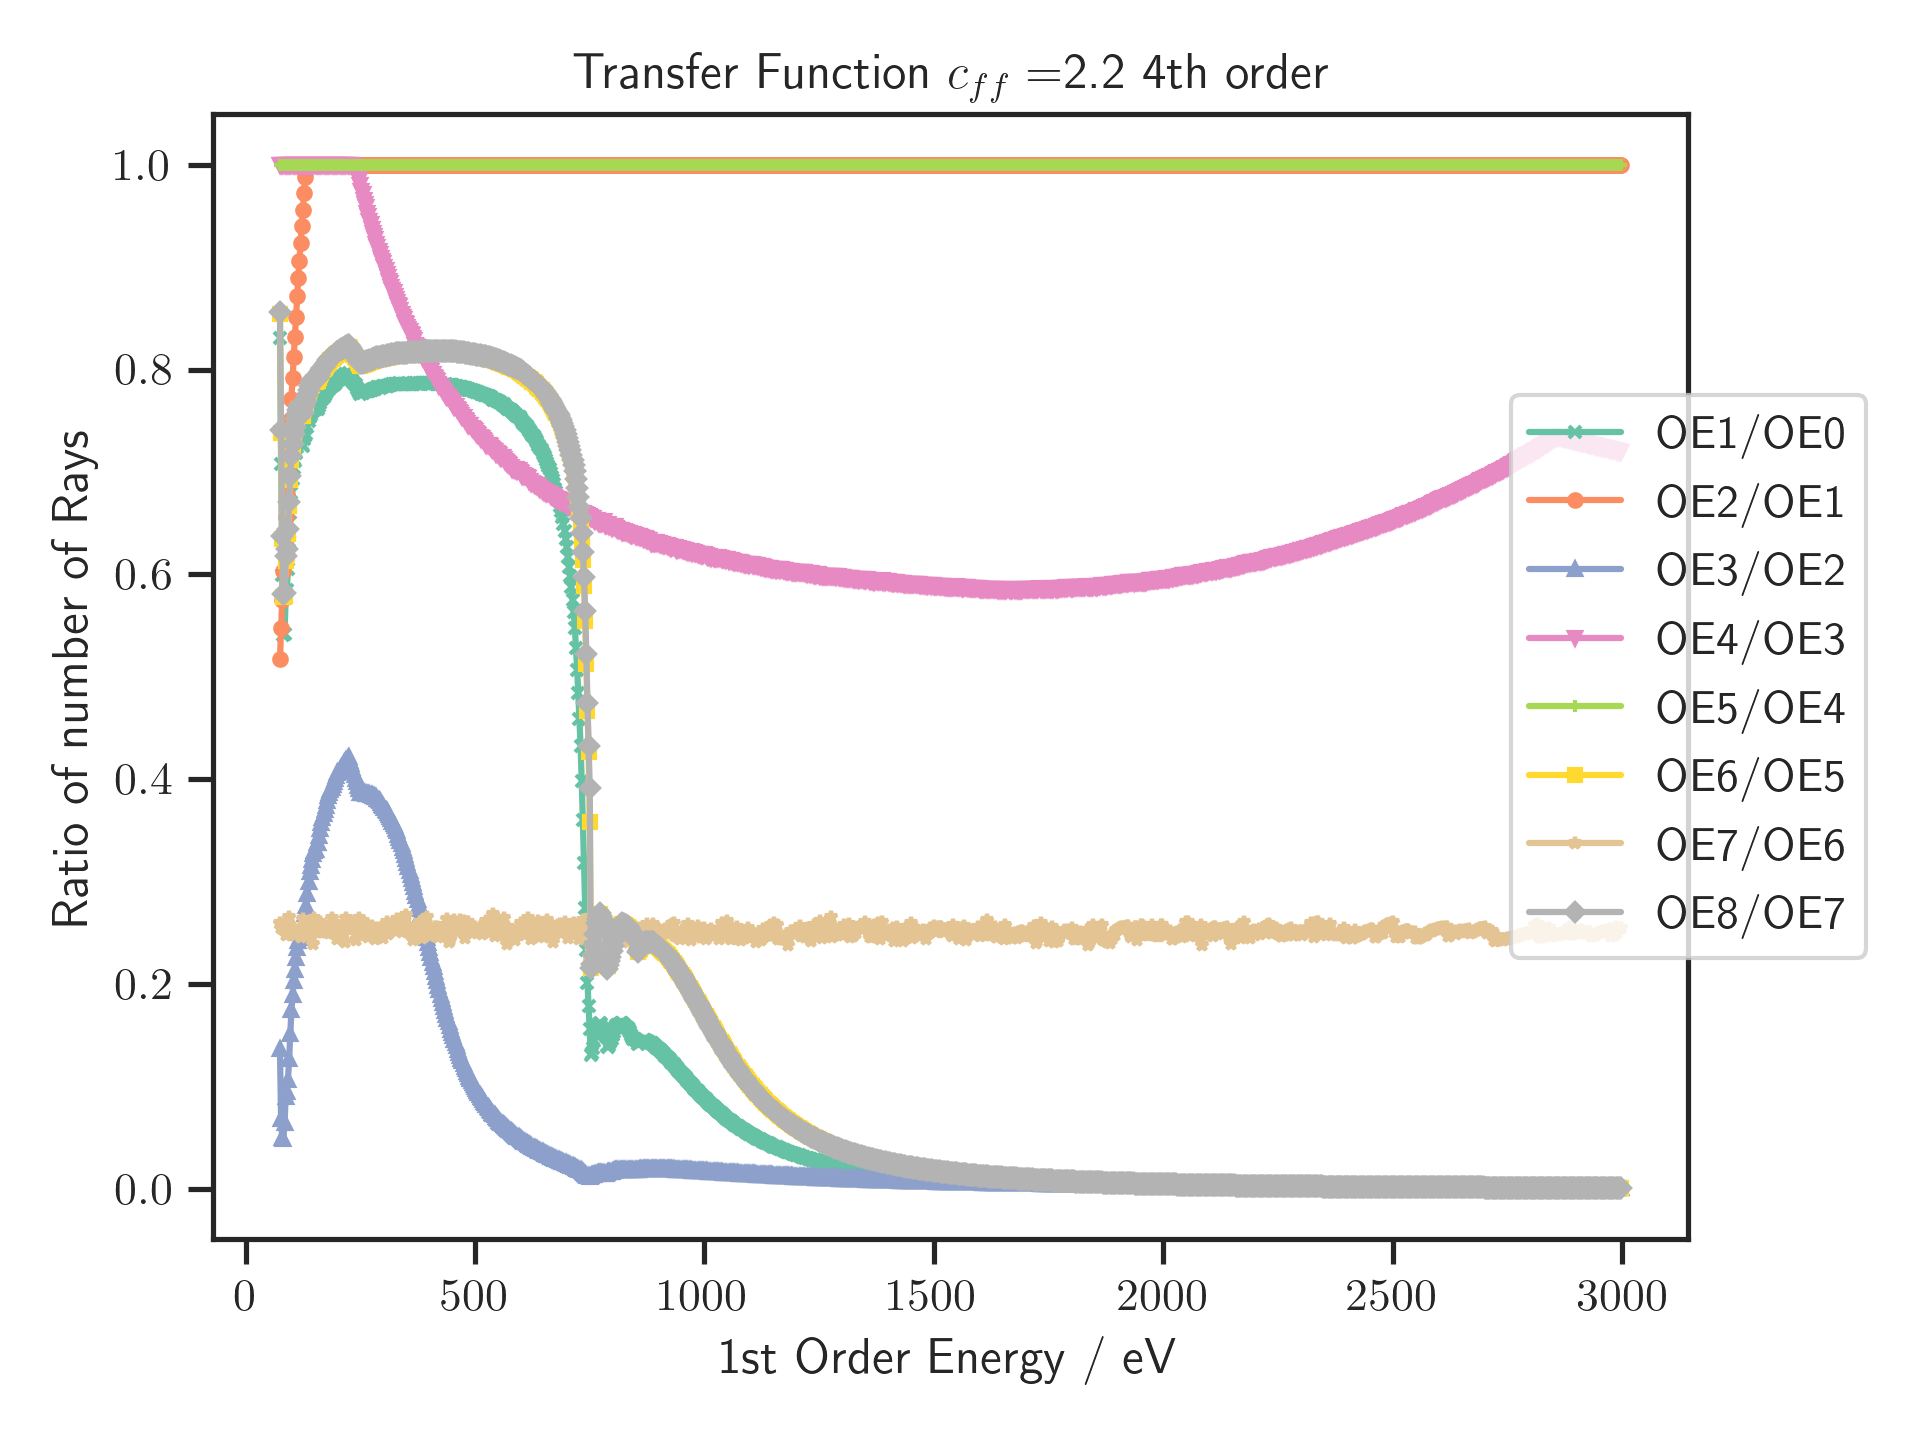 Transfer Function c_ff =2.2 4th order
Ratio of number of Rays
1.0
0.8
0.6
0.4
0.2
0.0
0 500 1000 1500 2000 2500 3000
1st Order Energy / eV
OE1/OE0
OE2/OE1
OE3/OE2
OE4/OE3
OE5/OE4
OE6/OE5
OE7/OE6
OE8/OE7